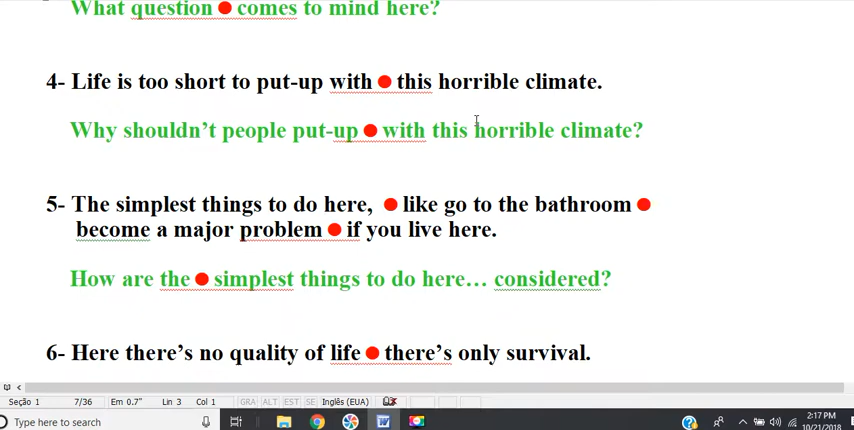 What question comes to mind here?
4- Life is too short to put-up with this horrible climate.
Why shouldn't people put-up with this horrible climate?
5- The simplest things to do here, like go to the bathroom
become a major problem if you live here.
How are the simplest things to do here… considered?
6- Here there's no quality of life there's only survival.
Seção 1 7/36 Em 0.7" Lin 3 Col 1 GRA ALT EST SE Inglês (EUA)
Type here to search
2:17 PM
10/21/2018